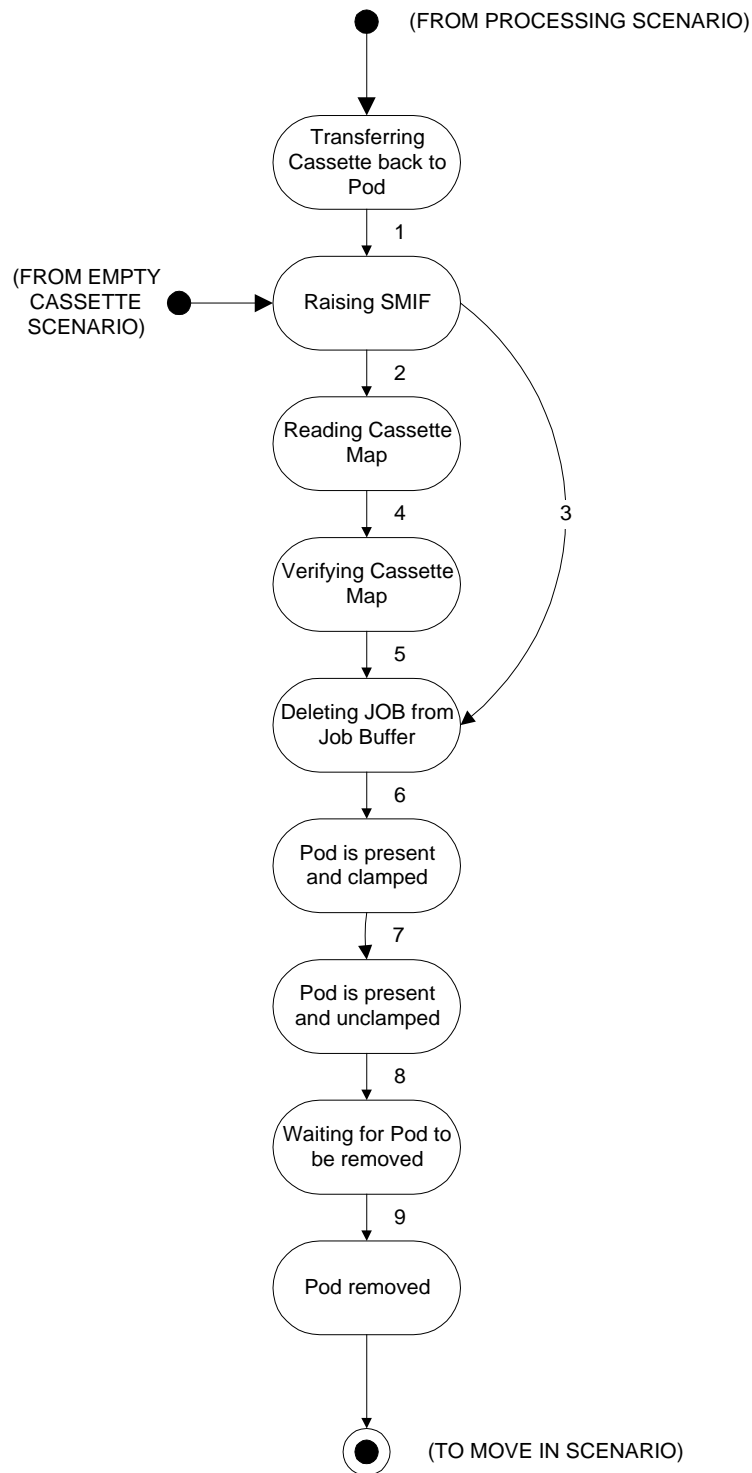 (FROM PROCESSING SCENARIO)
Transferring
Cassette back to
Pod
1
(FROM EMPTY
CASSETTE
SCENARIO)
Raising SMIF
2
Reading Cassette
Map
4
3
Verifying Cassette
Map
5
Deleting JOB from
Job Buffer
6
Pod is present
and clamped
7
Pod is present
and unclamped
8
Waiting for Pod to
be removed
9
Pod removed
(TO MOVE IN SCENARIO)